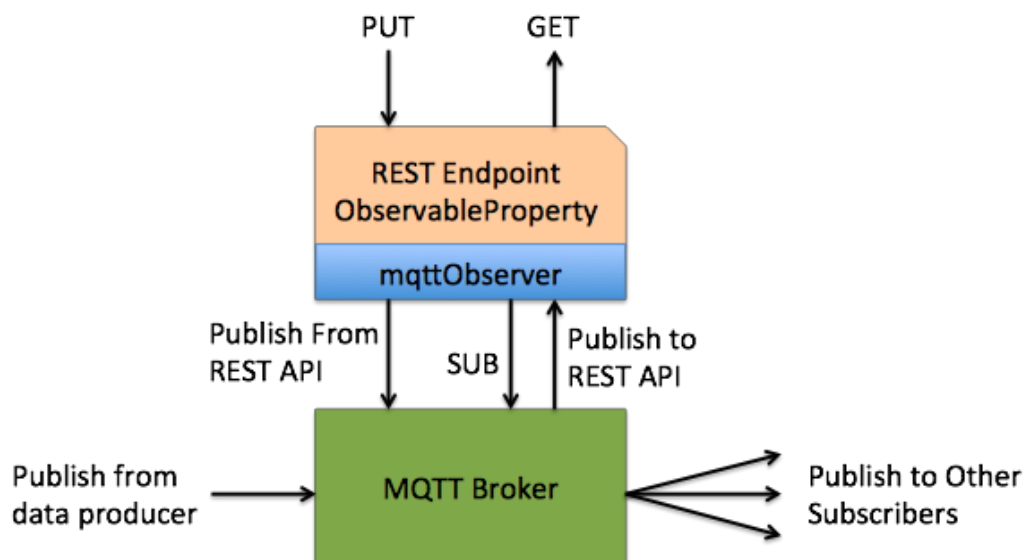 PUT
GET
REST Endpoint
ObservableProperty
mqttObserver
Publish From
REST API
SUB
Publish to
REST API
Publish from
data producer
MQTT Broker
Publish to Other
Subscribers